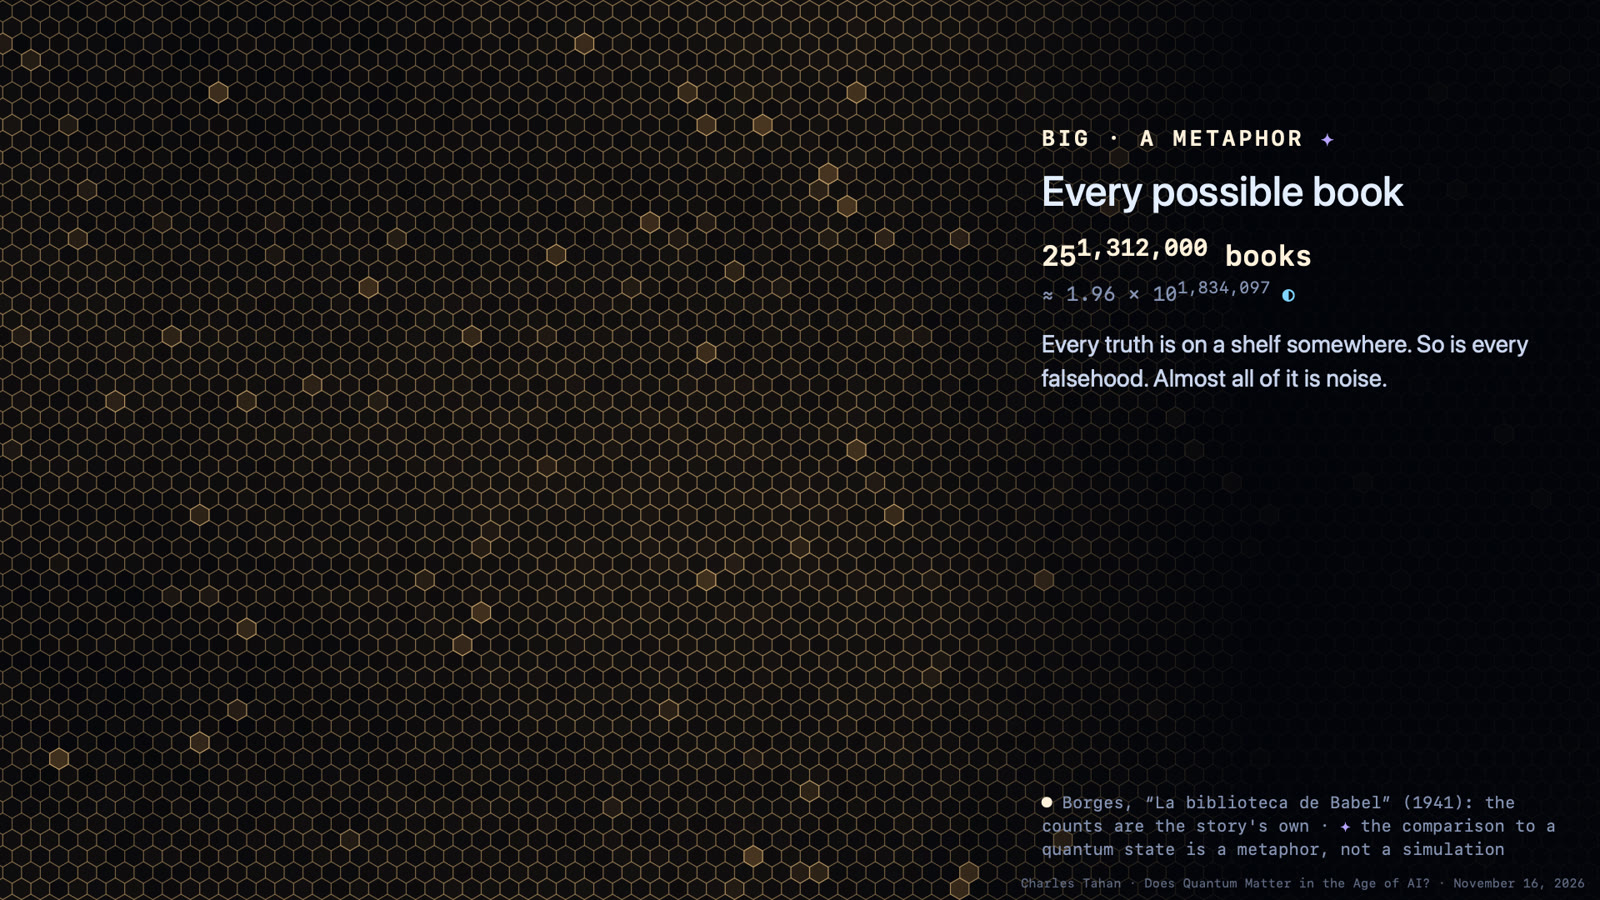 BIG · A METAPHOR ✦
Every possible book
25^1,312,000 books
≈ 1.96 × 10^1,834,097 ◐
Every truth is on a shelf somewhere. So is every
falsehood. Almost all of it is noise.
● Borges, “La biblioteca de Babel” (1941): the
counts are the story's own · ✦ the comparison to a
quantum state is a metaphor, not a simulation
Charles Tahan · Does Quantum Matter in the Age of AI? · November 16, 2026